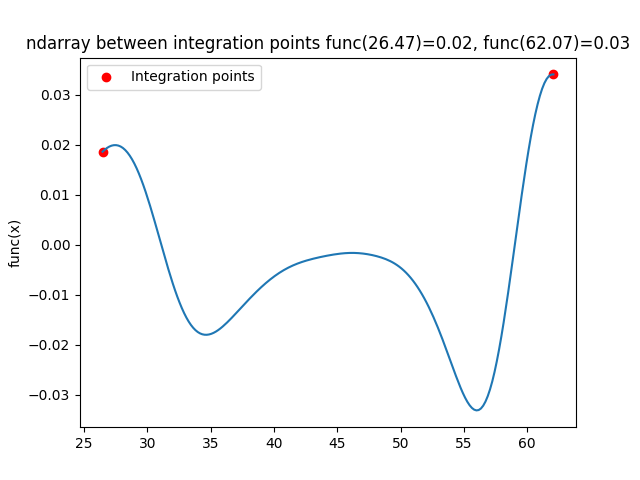 ndarray between integration points func(26.47)=0.02, func(62.07)=0.03
Integration points
func(x)
0.03
0.02
0.01
0.00
−0.01
−0.02
−0.03
25 30 35 40 45 50 55 60